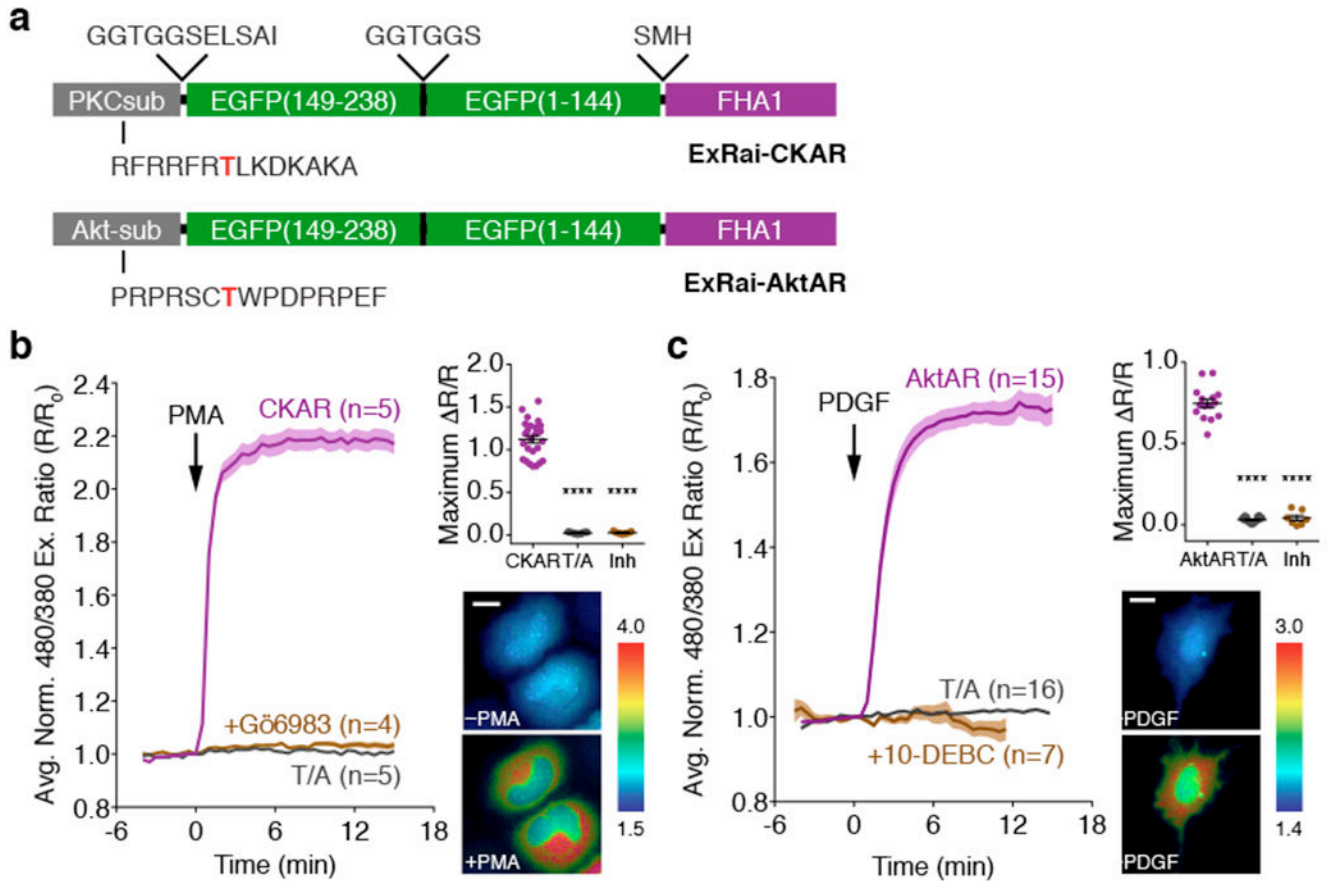 a
GGTGGSELSAI GGTGGS SMH
PKCsub EGFP(149-238) EGFP(1-144) FHA1
ExRai-CKAR
RFRRFRTLKDKAKA
Akt-sub EGFP(149-238) EGFP(1-144) FHA1
ExRai-AktAR
PRPRSCTWPDPRPEF
b
Avg. Norm. 480/380 Ex. Ratio (R/R0)
2.4
2.2
2.0
1.8
1.6
1.4
1.2
1.0
0.8
PMA
CKAR (n=5)
+Gö6983 (n=4)
T/A (n=5)
-6 0 6 12 18
Time (min)
Maximum ΔR/R
2.0
1.5
1.0
0.5
0.0
**** ****
CKAR T/A Inh
–PMA
+PMA
4.0
1.5
c
Avg. Norm. 480/380 Ex Ratio (R/R0)
1.8
1.6
1.4
1.2
1.0
0.8
PDGF
AktAR (n=15)
T/A (n=16)
+10-DEBC (n=7)
-6 0 6 12 18
Time (min)
Maximum ΔR/R
1.0
0.5
0.0
**** ****
AktAR T/A Inh
PDGF
PDGF
3.0
1.4